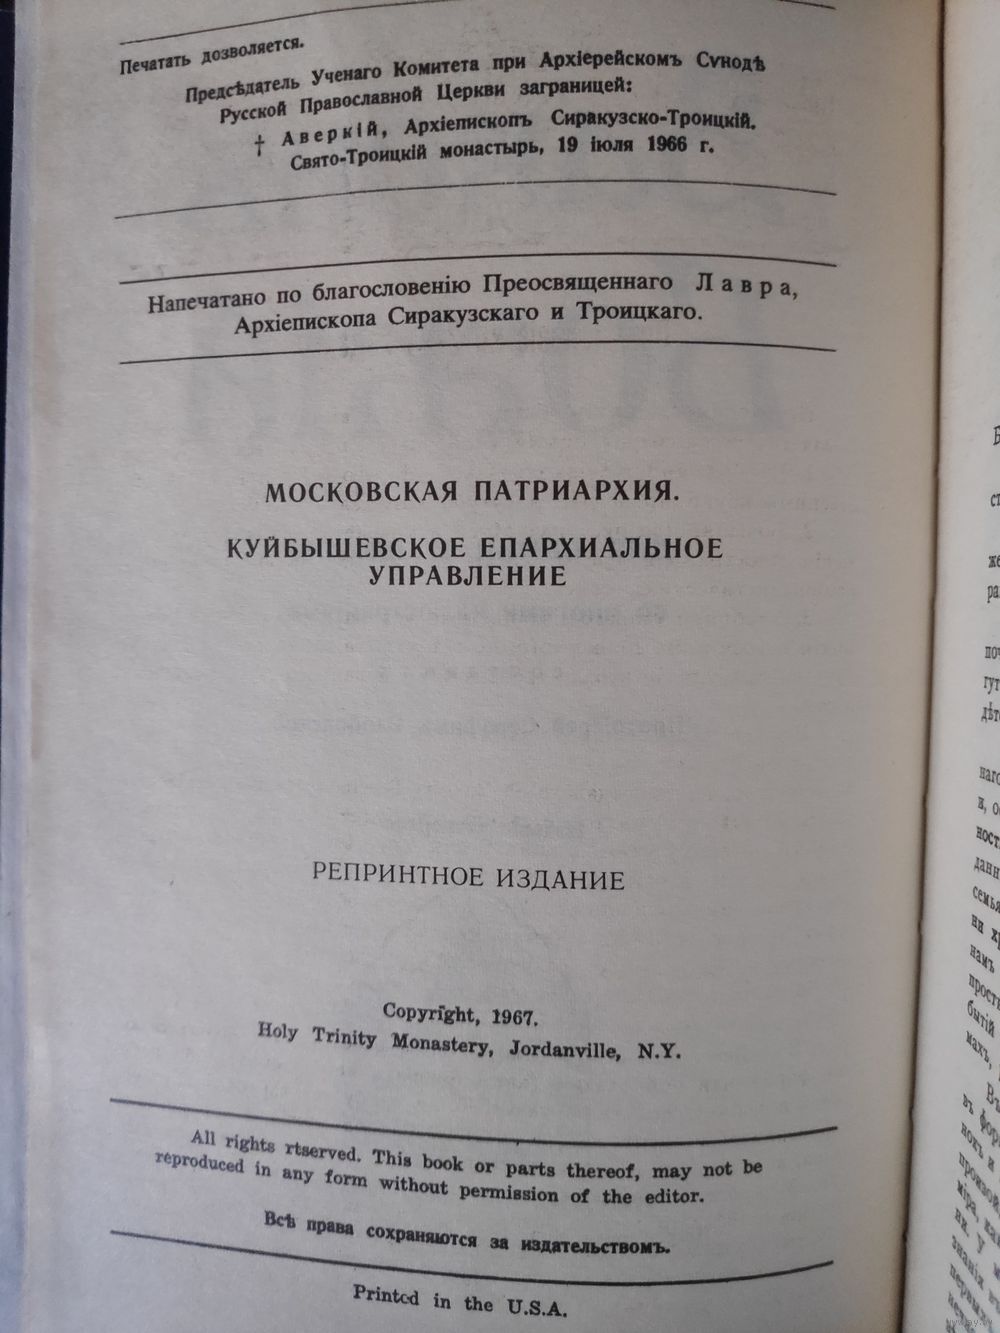 Печатать дозволяется.
Предсѣдатель Ученаго Комитета при Архіерейскомъ Сѵнодѣ
Русской Православной Церкви заграницей:
† Аверкій, Архіепископъ Сиракузско-Троицкій.
Свято-Троицкій монастырь, 19 іюля 1966 г.
Напечатано по благословенію Преосвященнаго Лавра,
Архіепископа Сиракузскаго и Троицкаго.
МОСКОВСКАЯ ПАТРИАРХИЯ.
КУЙБЫШЕВСКОЕ ЕПАРХИАЛЬНОЕ
УПРАВЛЕНИЕ
РЕПРИНТНОЕ ИЗДАНИЕ
Copyright, 1967.
Holy Trinity Monastery, Jordanville, N.Y.
All rights rtserved. This book or parts thereof, may not be
reproduced in any form without permission of the editor.
Всѣ права сохраняются за издательствомъ.
Printed in the U.S.A.